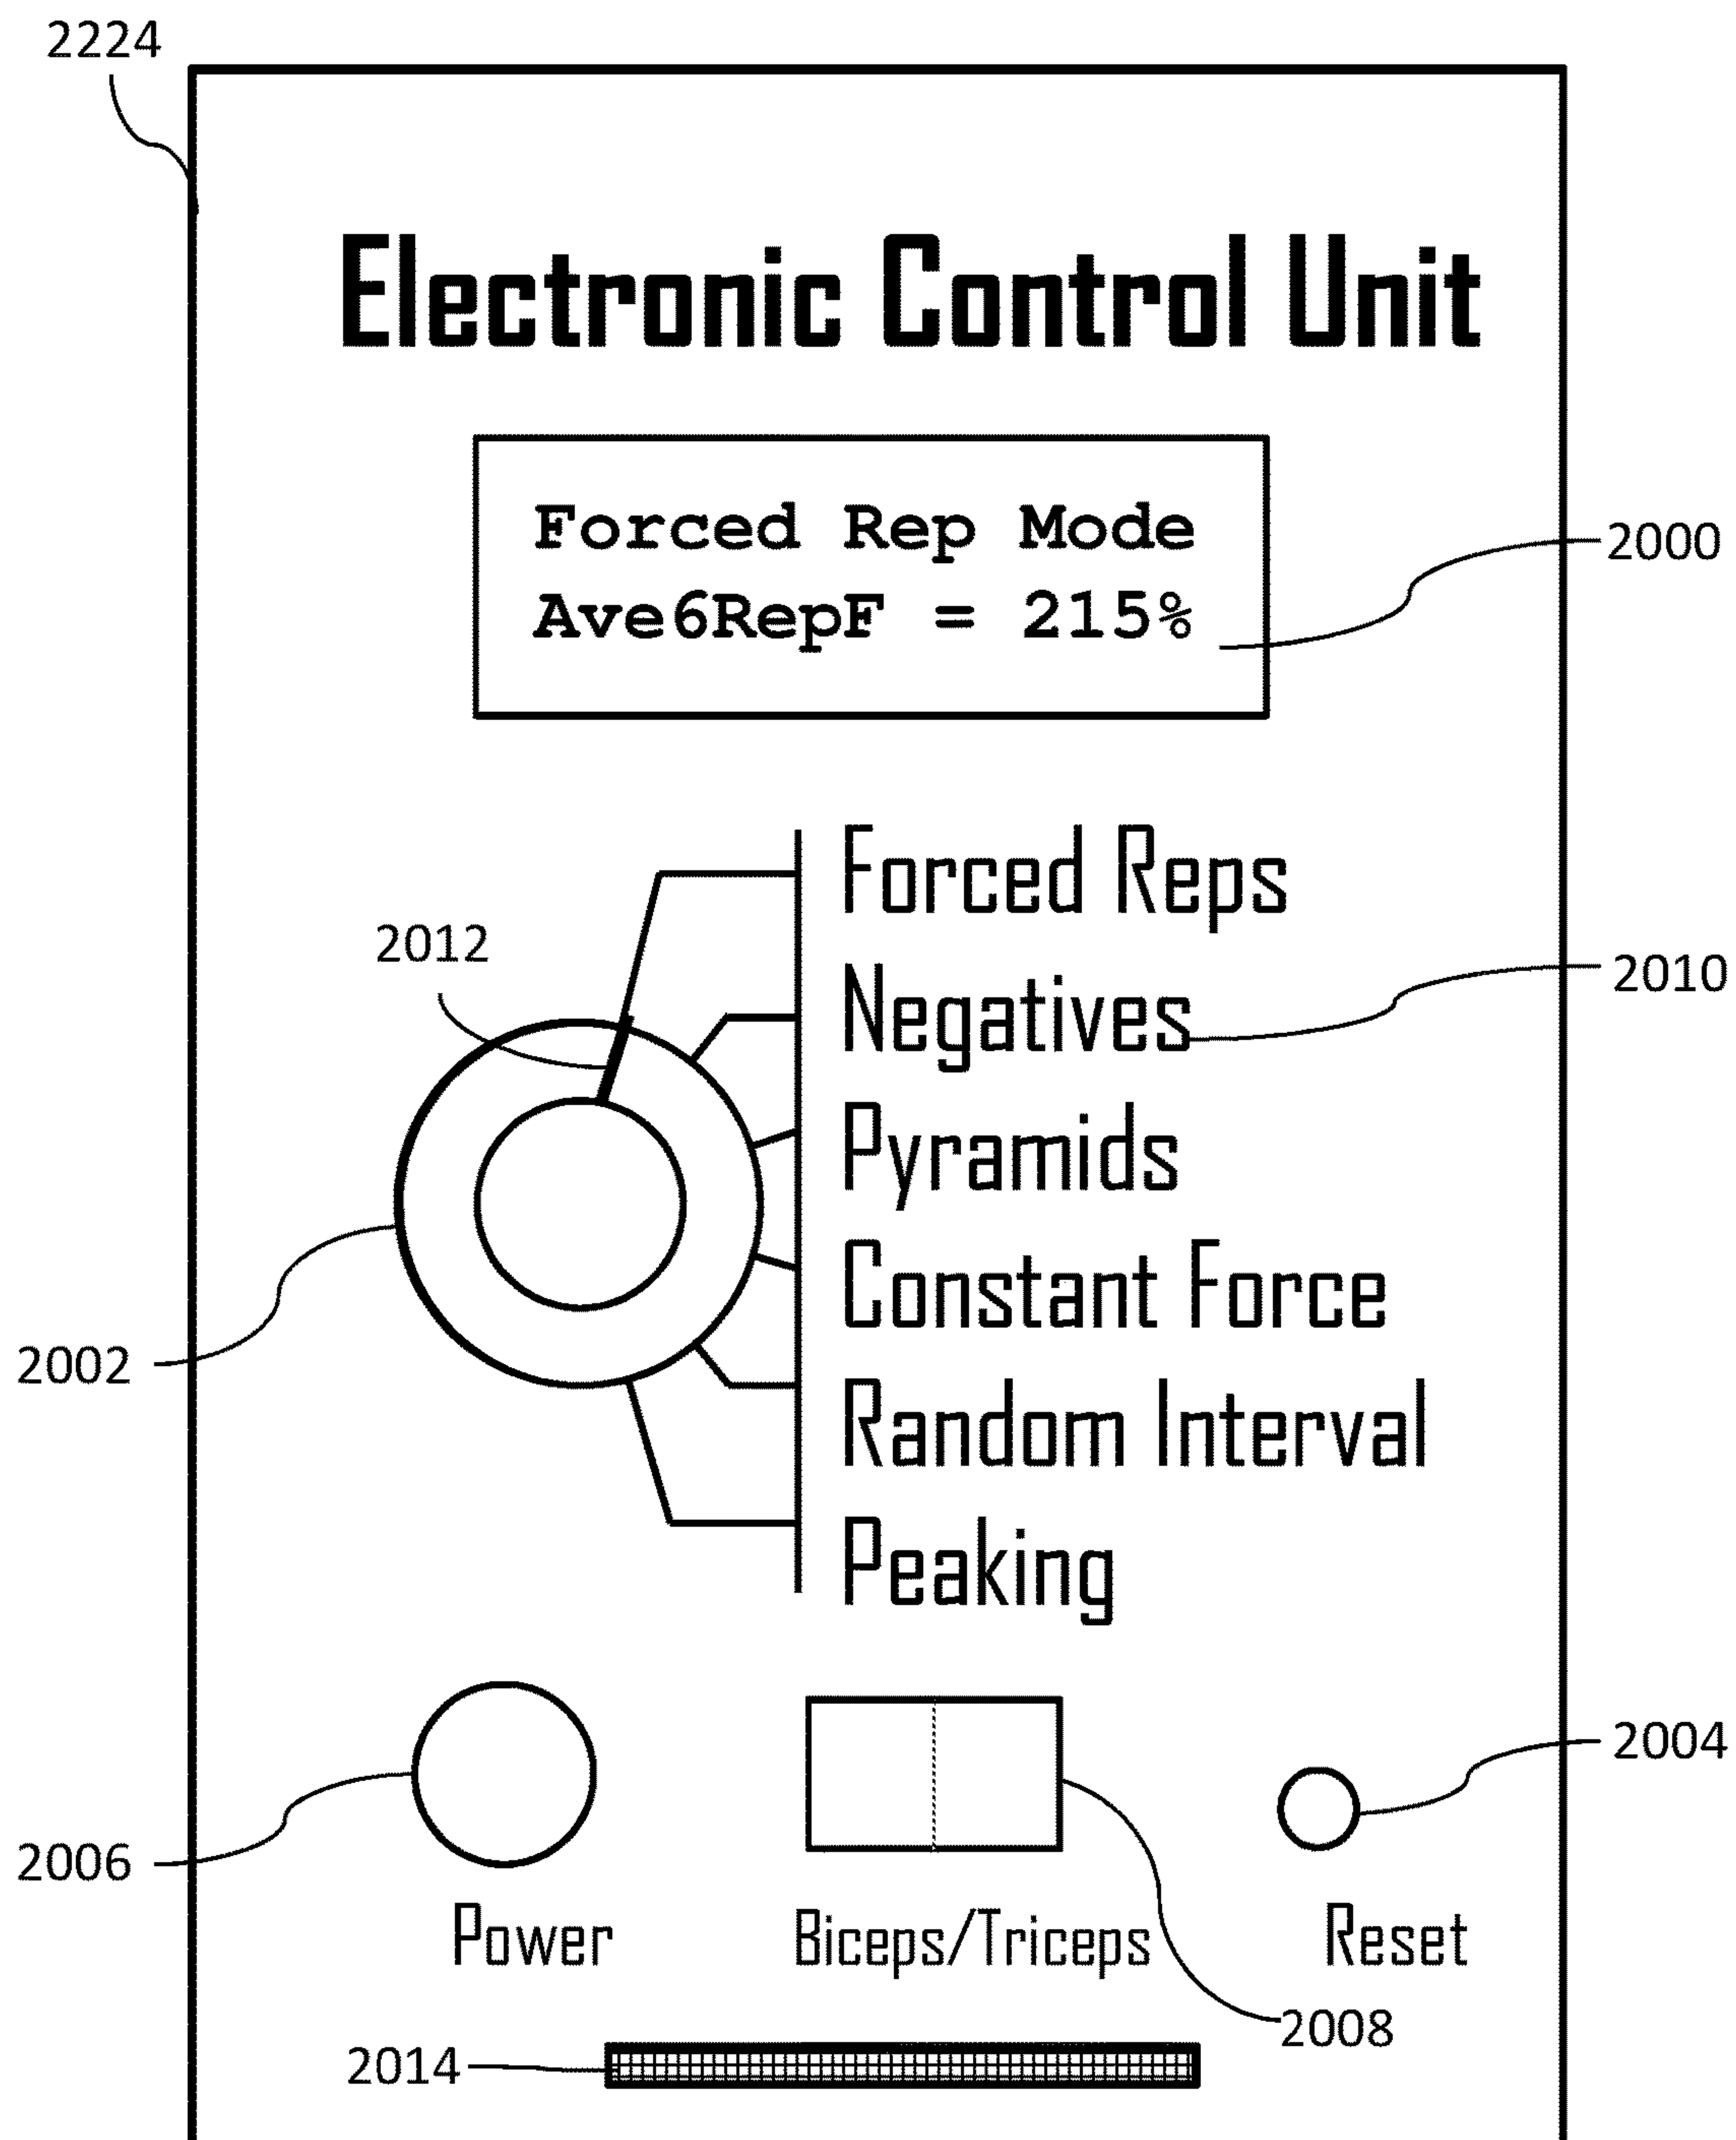 2224
Electronic Control Unit
Forced Rep Mode
Ave6RepF = 215%
2000
Forced Reps
2012
Negatives
2010
Pyramids
Constant Force
2002
Random Interval
Peaking
2004
2006
Power
Biceps/Triceps
Reset
2008
2014